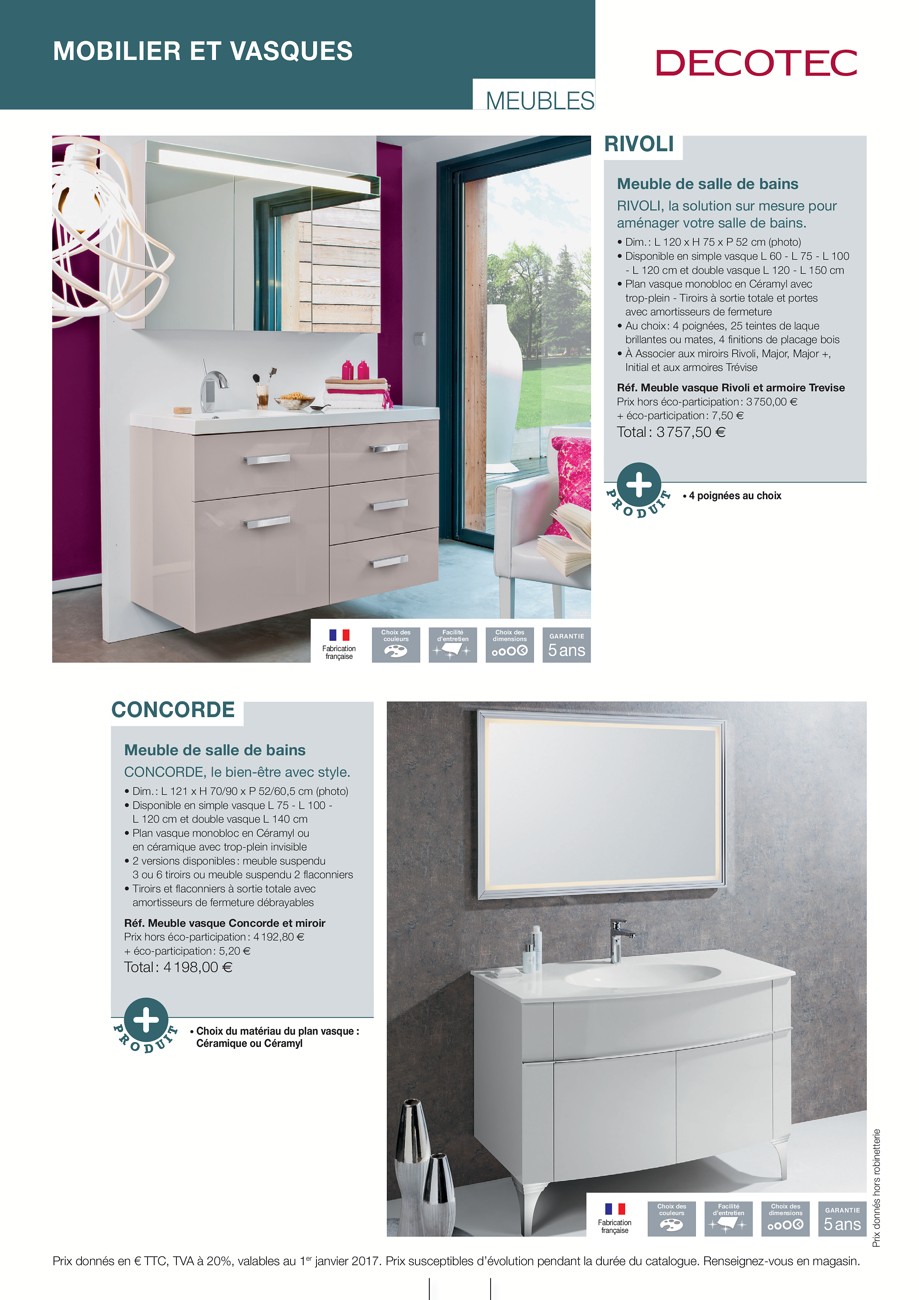 MOBILIER ET VASQUES
DECOTEC
MEUBLES
RIVOLI
Meuble de salle de bains
RIVOLI, la solution sur mesure pour
aménager votre salle de bains.
• Dim. : L 120 x H 75 x P 52 cm (photo)
• Disponible en simple vasque L 60 - L 75 - L 100
- L 120 cm et double vasque L 120 - L 150 cm
• Plan vasque monobloc en Céramyl avec
trop-plein - Tiroirs à sortie totale et portes
avec amortisseurs de fermeture
• Au choix : 4 poignées, 25 teintes de laque
brillantes ou mates, 4 finitions de placage bois
• À Associer aux miroirs Rivoli, Major, Major +,
Initial et aux armoires Trévise
Réf. Meuble vasque Rivoli et armoire Trevise
Prix hors éco-participation : 3 750,00 €
+ éco-participation : 7,50 €
Total : 3 757,50 €
PRODUIT
• 4 poignées au choix
Fabrication
française
Choix des
couleurs
Facilité
d'entretien
Choix des
dimensions
GARANTIE
5 ans
CONCORDE
Meuble de salle de bains
CONCORDE, le bien-être avec style.
• Dim. : L 121 x H 70/90 x P 52/60,5 cm (photo)
• Disponible en simple vasque L 75 - L 100 -
L 120 cm et double vasque L 140 cm
• Plan vasque monobloc en Céramyl ou
en céramique avec trop-plein invisible
• 2 versions disponibles : meuble suspendu
3 ou 6 tiroirs ou meuble suspendu 2 flaconniers
• Tiroirs et flaconniers à sortie totale avec
amortisseurs de fermeture débrayables
Réf. Meuble vasque Concorde et miroir
Prix hors éco-participation : 4 192,80 €
+ éco-participation : 5,20 €
Total : 4 198,00 €
PRODUIT
• Choix du matériau du plan vasque :
Céramique ou Céramyl
Fabrication
française
Choix des
couleurs
Facilité
d'entretien
Choix des
dimensions
GARANTIE
5 ans
Prix donnés hors robinetterie
Prix donnés en € TTC, TVA à 20%, valables au 1er janvier 2017. Prix susceptibles d'évolution pendant la durée du catalogue. Renseignez-vous en magasin.